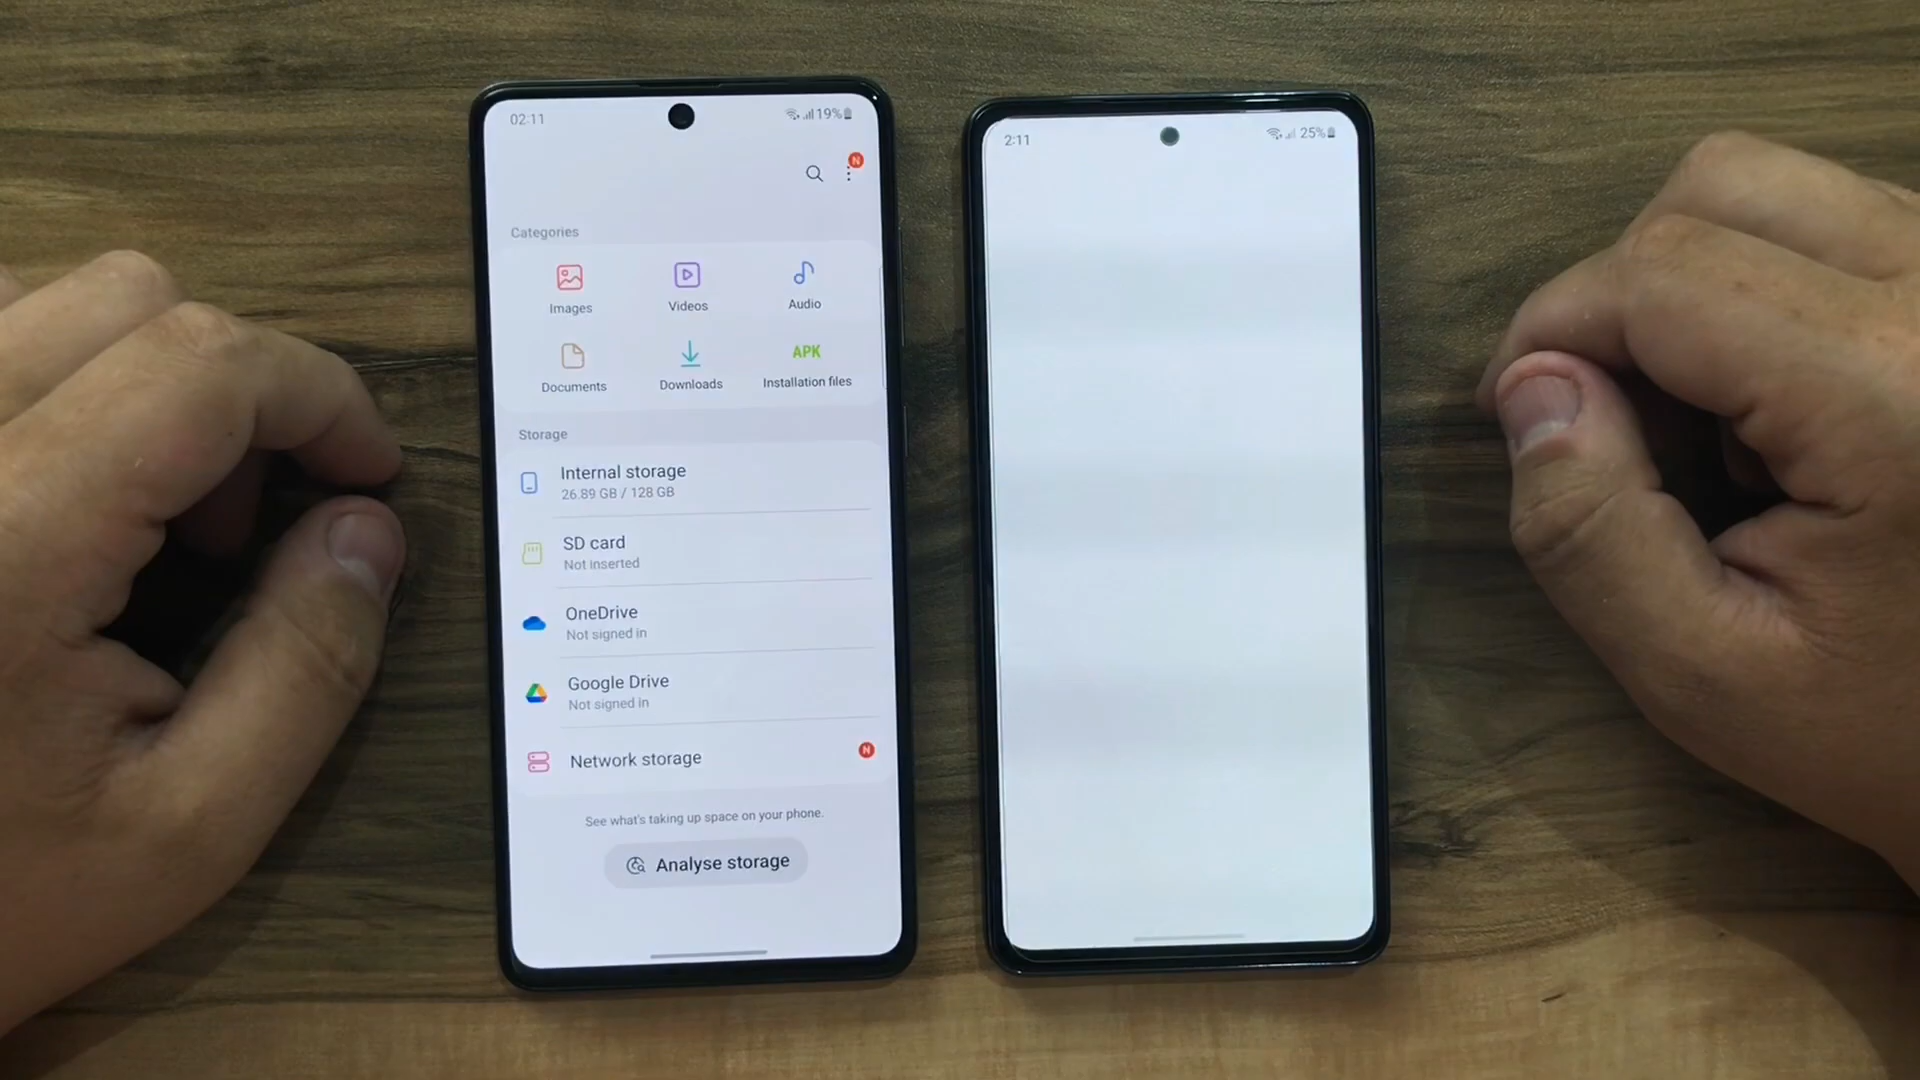 02:11
19%
N
Categories
Images
Videos
Audio
Documents
Downloads
APK
Installation files
Storage
Internal storage
26.89 GB / 128 GB
SD card
Not inserted
OneDrive
Not signed in
Google Drive
Not signed in
Network storage
N
See what's taking up space on your phone.
Analyse storage
2:11
25%